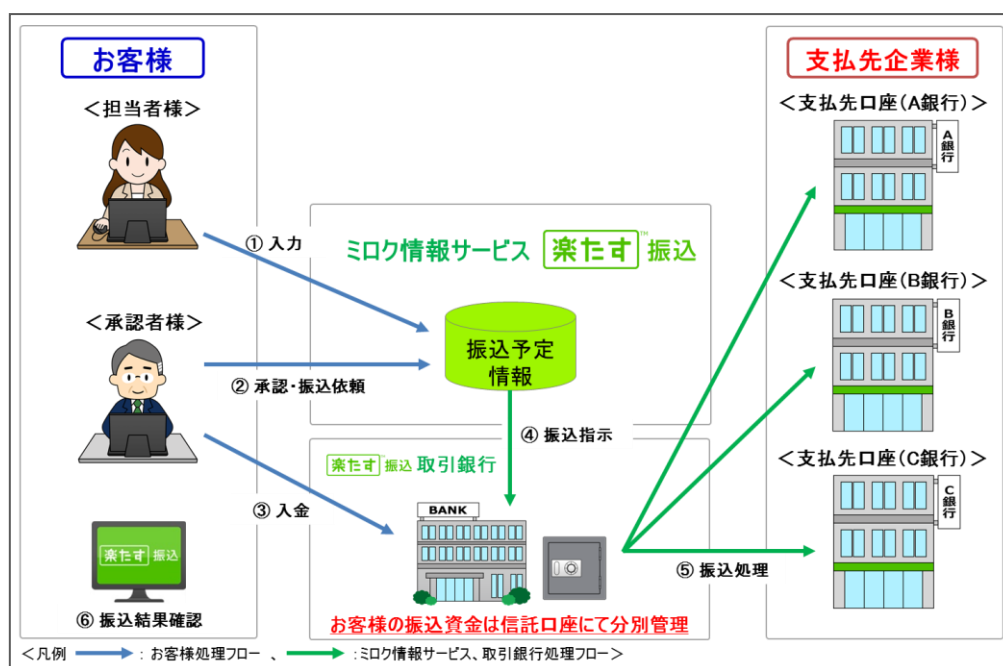 お客様
<担当者様>
① 入力
<承認者様>
② 承認・振込依頼
③ 入金
楽たす 振込
⑥ 振込結果確認
ミロク情報サービス 楽たす™ 振込
振込予定
情報
④ 振込指示
楽たす™ 振込 取引銀行
BANK
お客様の振込資金は信託口座にて分別管理
⑤ 振込処理
支払先企業様
<支払先口座(A銀行)>
A銀行
<支払先口座(B銀行)>
B銀行
<支払先口座(C銀行)>
C銀行
<凡例 : お客様処理フロー 、 :ミロク情報サービス、取引銀行処理フロー>